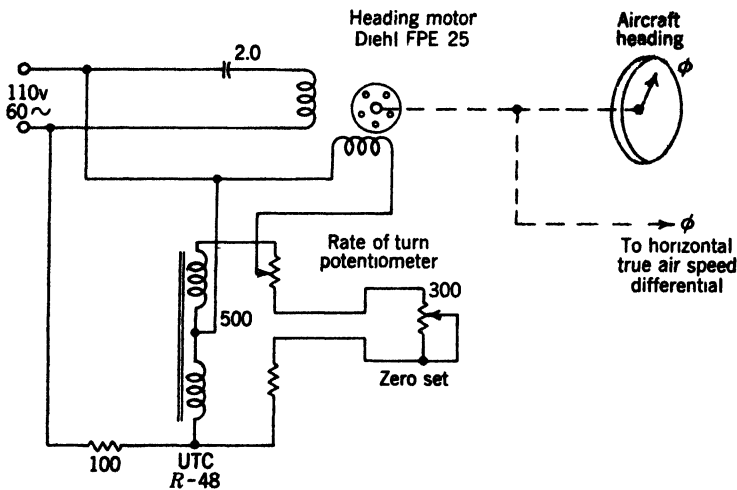 Heading motor
Diehl FPE 25
Aircraft
heading
2.0
ϕ
110v
60~
ϕ
Rate of turn
potentiometer
To horizontal
true air speed
differential
300
500
Zero set
100
UTC
R-48